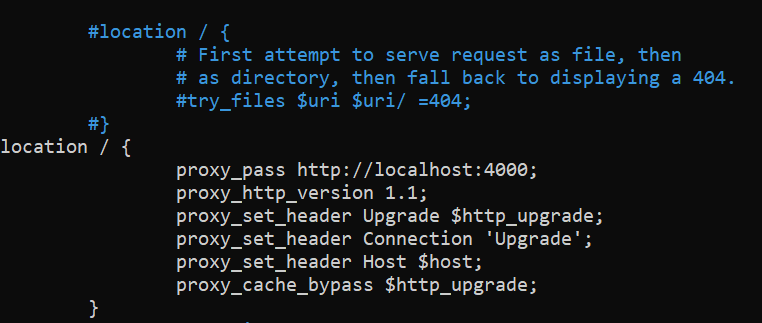 #location / {
# First attempt to serve request as file, then
# as directory, then fall back to displaying a 404.
#try_files $uri $uri/ =404;
#}
location / {
proxy_pass http://localhost:4000;
proxy_http_version 1.1;
proxy_set_header Upgrade $http_upgrade;
proxy_set_header Connection 'Upgrade';
proxy_set_header Host $host;
proxy_cache_bypass $http_upgrade;
}